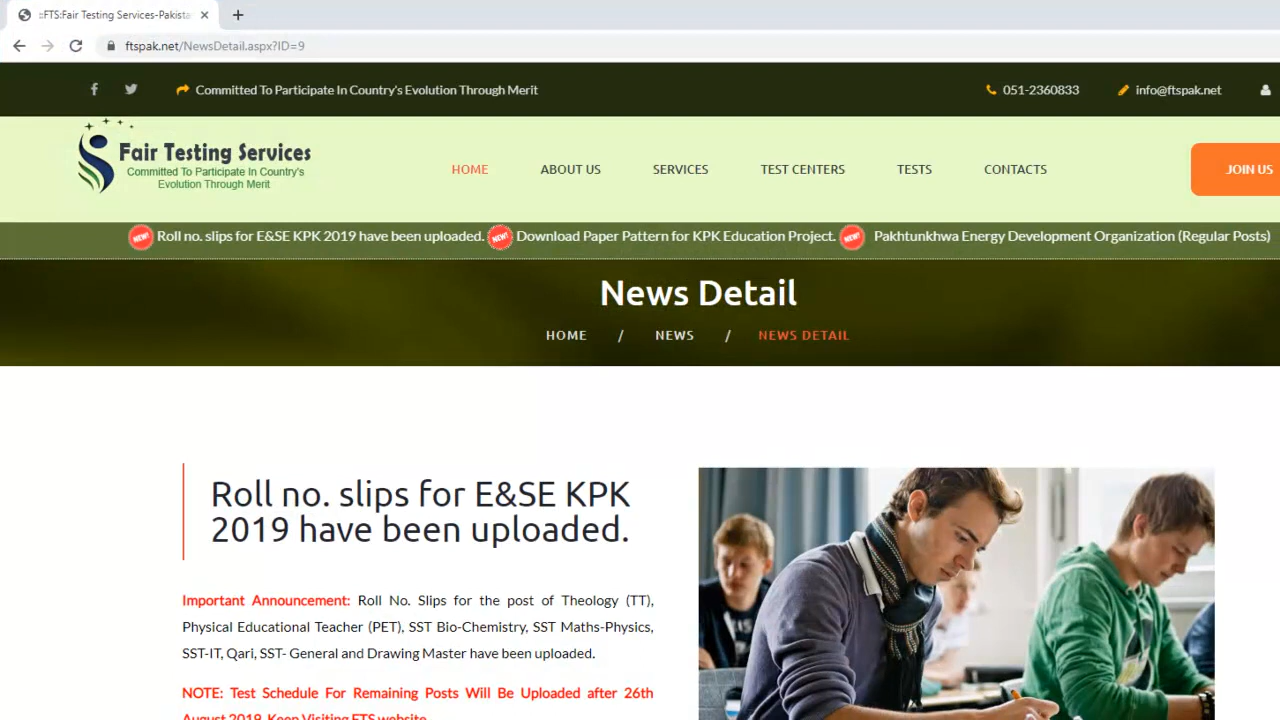 ::FTS:Fair Testing Services-Pakista
ftspak.net/NewsDetail.aspx?ID=9
Committed To Participate In Country's Evolution Through Merit
051-2360833
info@ftspak.net
Fair Testing Services
Committed To Participate In Country's
Evolution Through Merit
HOME
ABOUT US
SERVICES
TEST CENTERS
TESTS
CONTACTS
JOIN US
NEW! Roll no. slips for E&SE KPK 2019 have been uploaded. NEW! Download Paper Pattern for KPK Education Project. NEW! Pakhtunkhwa Energy Development Organization (Regular Posts)
News Detail
HOME / NEWS / NEWS DETAIL
Roll no. slips for E&SE KPK
2019 have been uploaded.
Important Announcement: Roll No. Slips for the post of Theology (TT),
Physical Educational Teacher (PET), SST Bio-Chemistry, SST Maths-Physics,
SST-IT, Qari, SST- General and Drawing Master have been uploaded.
NOTE: Test Schedule For Remaining Posts Will Be Uploaded after 26th
August 2019. Keep Visiting FTS website